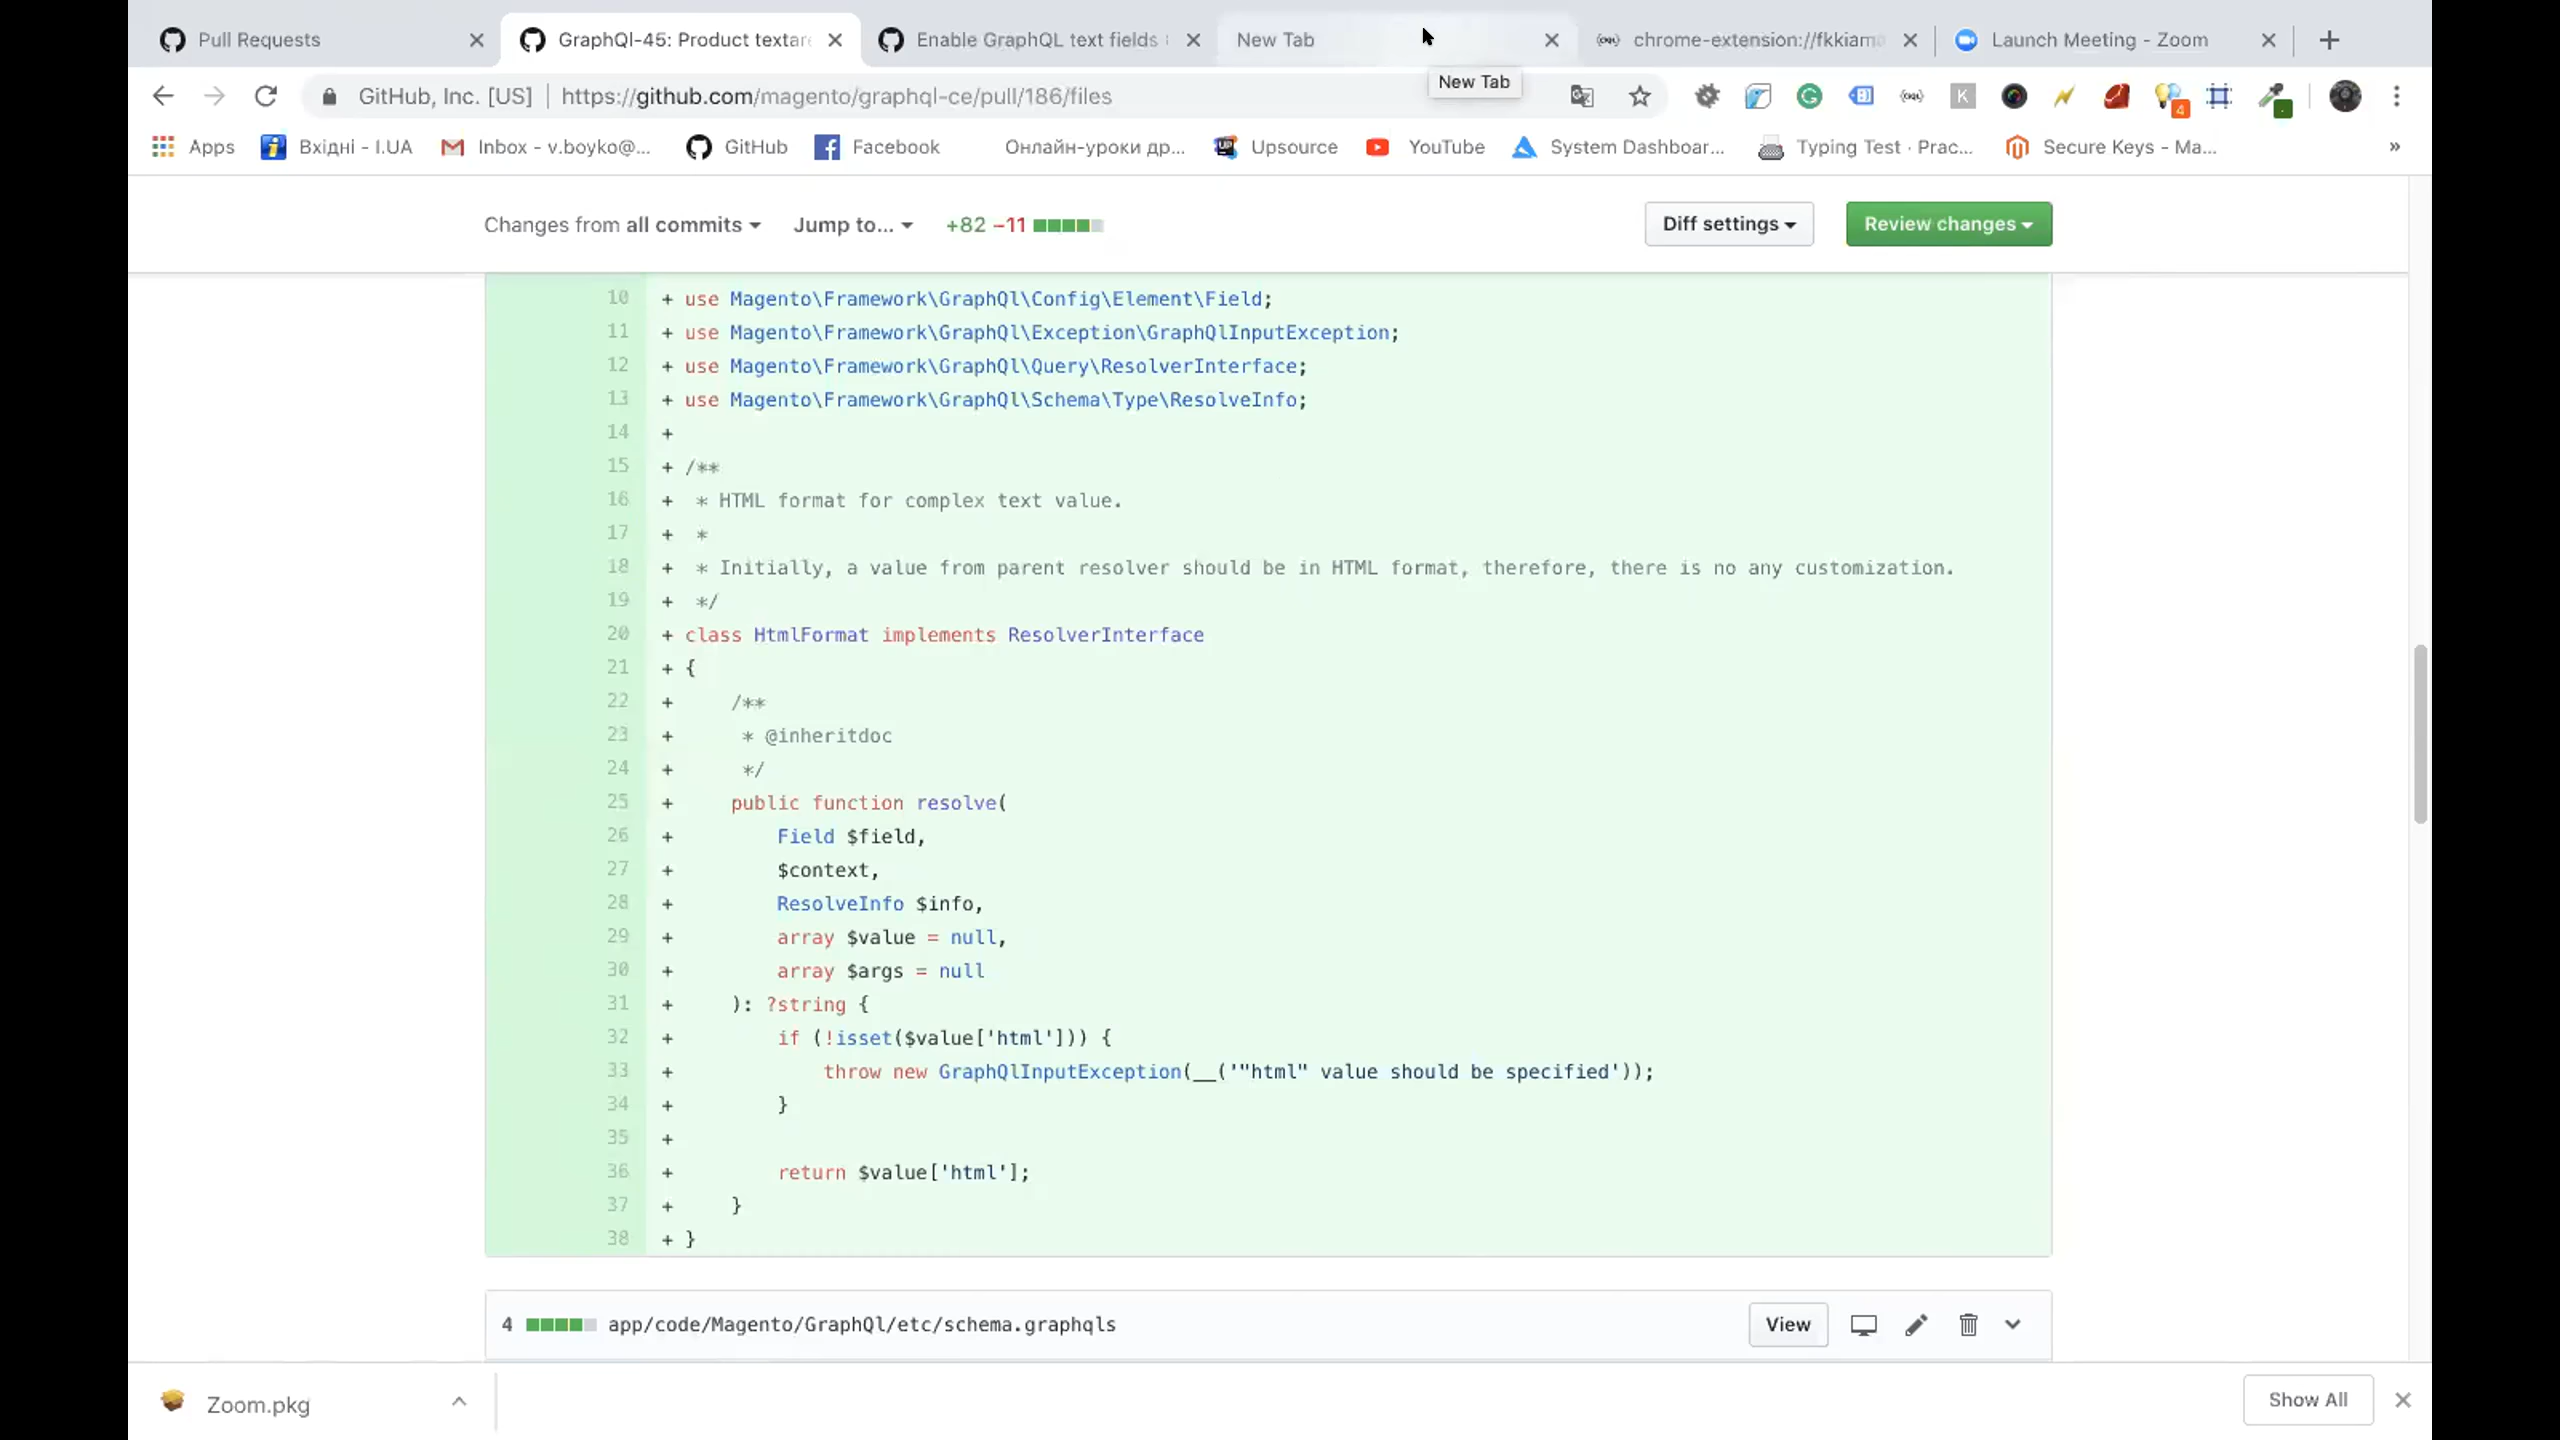 Pull Requests
GraphQl-45: Product textare
Enable GraphQL text fields
New Tab
chrome-extension://fkkiam
Launch Meeting - Zoom
New Tab
GitHub, Inc. [US]
https://github.com/magento/graphql-ce/pull/186/files
4
Apps
Вхідні - I.UA
Inbox - v.boyko@...
GitHub
Facebook
Онлайн-уроки др...
UP
Upsource
YouTube
System Dashboar...
Typing Test · Prac...
Secure Keys - Ma...
»
Changes from all commits
Jump to...
+82 −11
Diff settings
Review changes
10 + use Magento\Framework\GraphQl\Config\Element\Field;
11 + use Magento\Framework\GraphQl\Exception\GraphQlInputException;
12 + use Magento\Framework\GraphQl\Query\ResolverInterface;
13 + use Magento\Framework\GraphQl\Schema\Type\ResolveInfo;
14 +
15 + /**
16 + * HTML format for complex text value.
17 + *
18 + * Initially, a value from parent resolver should be in HTML format, therefore, there is no any customization.
19 + */
20 + class HtmlFormat implements ResolverInterface
21 + {
22 + /**
23 + * @inheritdoc
24 + */
25 + public function resolve(
26 + Field $field,
27 + $context,
28 + ResolveInfo $info,
29 + array $value = null,
30 + array $args = null
31 + ): ?string {
32 + if (!isset($value['html'])) {
33 + throw new GraphQlInputException(__('"html" value should be specified'));
34 + }
35 +
36 + return $value['html'];
37 + }
38 + }
4 app/code/Magento/GraphQl/etc/schema.graphqls
View
Zoom.pkg
Show All